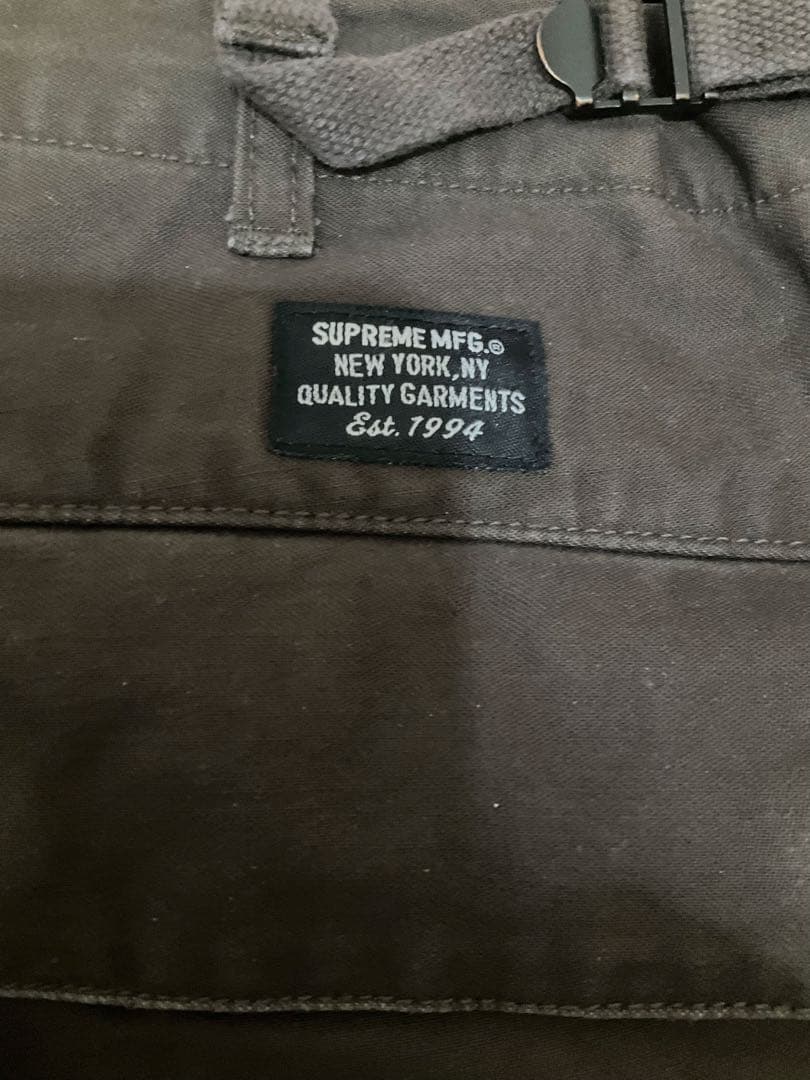 SUPREME MFG.®
NEW YORK, NY
QUALITY GARMENTS
Est. 1994